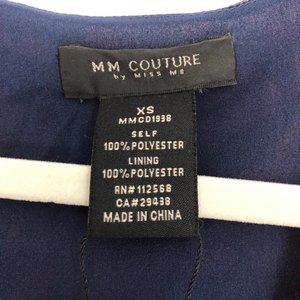 MM COUTURE
by MISS ME
XS
MMCD1938
SELF
100% POLYESTER
LINING
100% POLYESTER
RN#112568
CA#29438
MADE IN CHINA